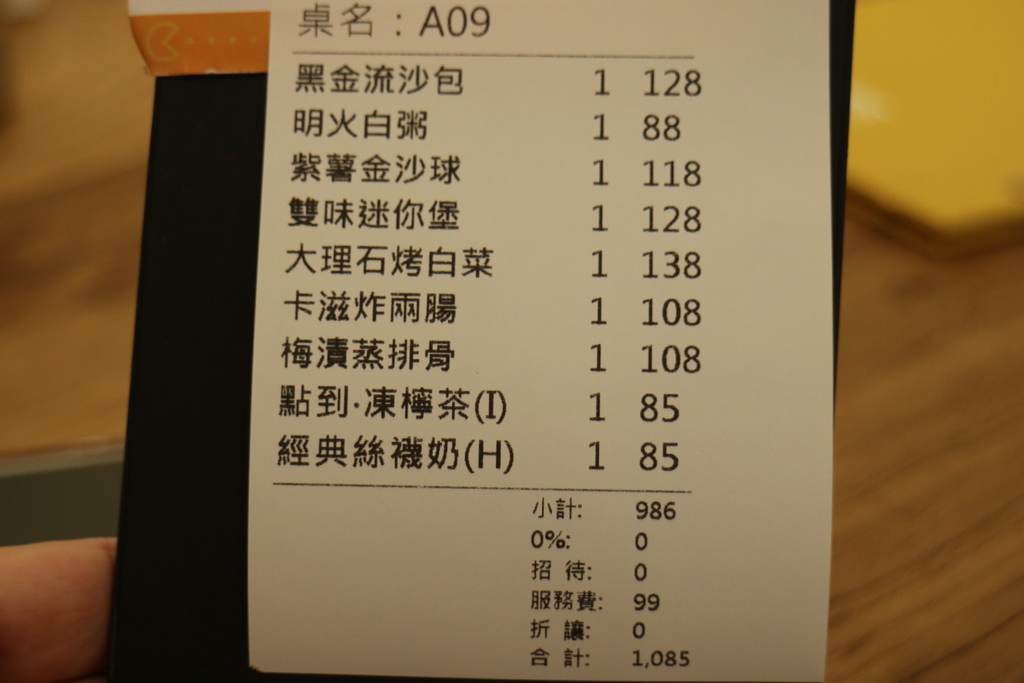 桌名：A09
黑金流沙包 1 128
明火白粥 1 88
紫薯金沙球 1 118
雙味迷你堡 1 128
大理石烤白菜 1 138
卡滋炸兩腸 1 108
梅漬蒸排骨 1 108
點到·凍檸茶(I) 1 85
經典絲襪奶(H) 1 85
小計: 986
0%: 0
招 待: 0
服務費: 99
折 讓: 0
合 計: 1,085